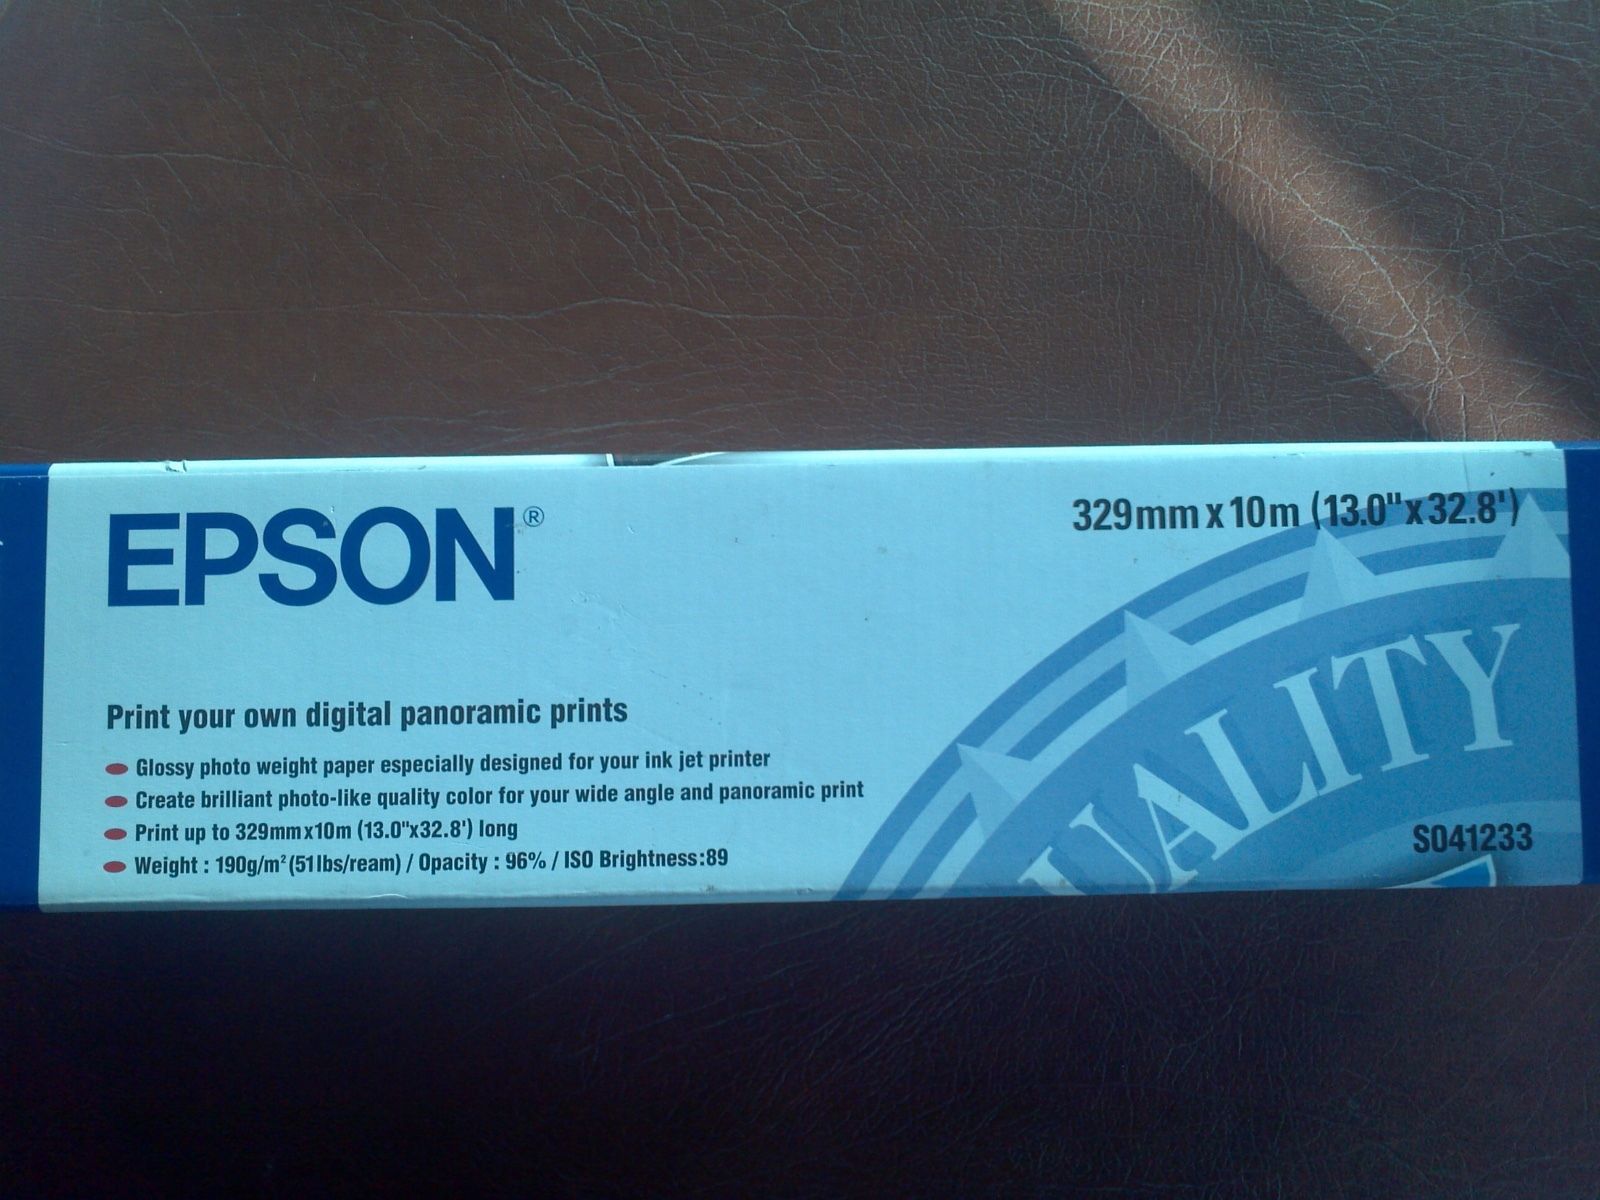 EPSON®
329mm x 10m (13.0"x32.8')
Print your own digital panoramic prints
Glossy photo weight paper especially designed for your ink jet printer
Create brilliant photo-like quality color for your wide angle and panoramic print
Print up to 329mmx10m (13.0"x32.8') long
Weight : 190g/m² (51lbs/ream) / Opacity : 96% / ISO Brightness:89
UALITY
S041233